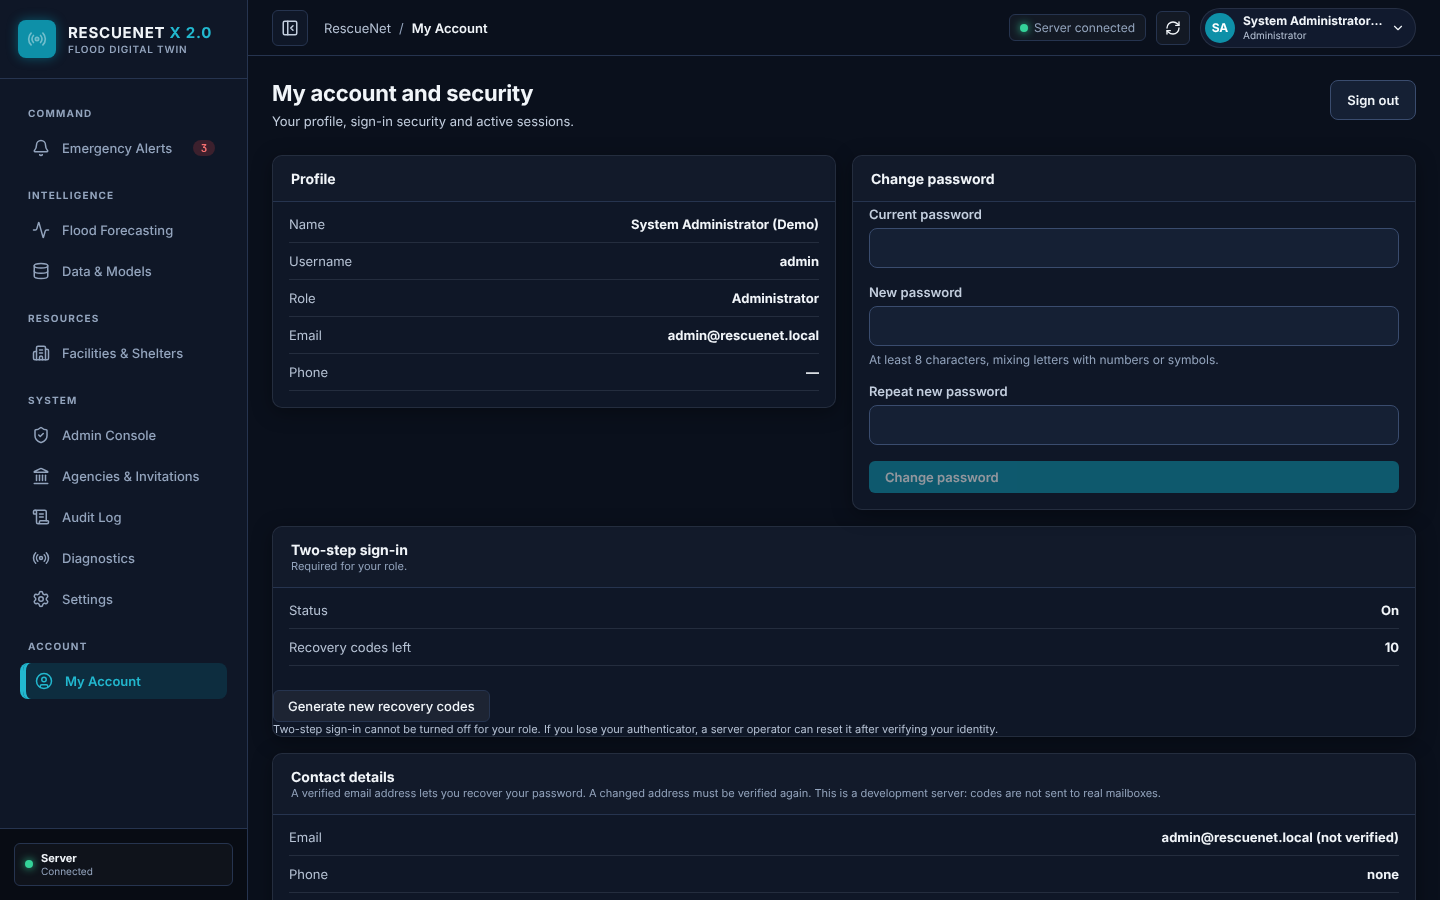 RESCUENET X 2.0
FLOOD DIGITAL TWIN
COMMAND
Emergency Alerts 3
INTELLIGENCE
Flood Forecasting
Data & Models
RESOURCES
Facilities & Shelters
SYSTEM
Admin Console
Agencies & Invitations
Audit Log
Diagnostics
Settings
ACCOUNT
My Account
Server
Connected
RescueNet / My Account
Server connected
SA
System Administrator...
Administrator
My account and security
Your profile, sign-in security and active sessions.
Sign out
Profile
Name System Administrator (Demo)
Username admin
Role Administrator
Email admin@rescuenet.local
Phone —
Change password
Current password
New password
At least 8 characters, mixing letters with numbers or symbols.
Repeat new password
Change password
Two-step sign-in
Required for your role.
Status On
Recovery codes left 10
Generate new recovery codes
Two-step sign-in cannot be turned off for your role. If you lose your authenticator, a server operator can reset it after verifying your identity.
Contact details
A verified email address lets you recover your password. A changed address must be verified again. This is a development server: codes are not sent to real mailboxes.
Email admin@rescuenet.local (not verified)
Phone none